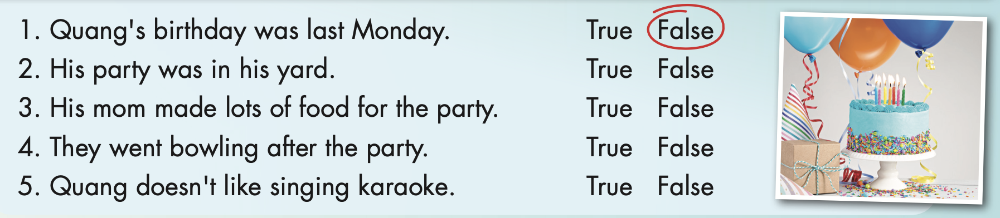 1. Quang's birthday was last Monday. True False
2. His party was in his yard. True False
3. His mom made lots of food for the party. True False
4. They went bowling after the party. True False
5. Quang doesn't like singing karaoke. True False